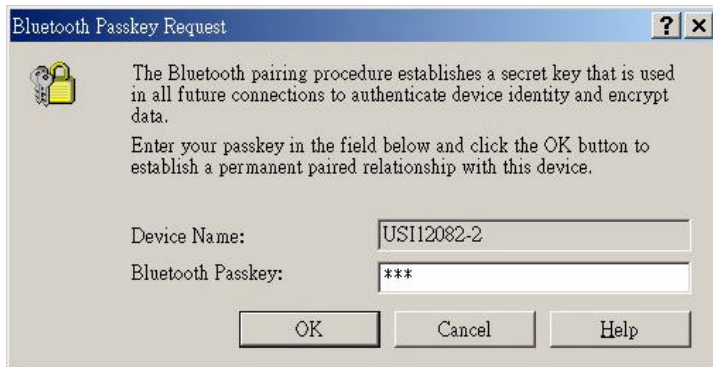 Bluetooth Passkey Request
The Bluetooth pairing procedure establishes a secret key that is used
in all future connections to authenticate device identity and encrypt
data.
Enter your passkey in the field below and click the OK button to
establish a permanent paired relationship with this device.
Device Name: USI12082-2
Bluetooth Passkey: ***
OK Cancel Help